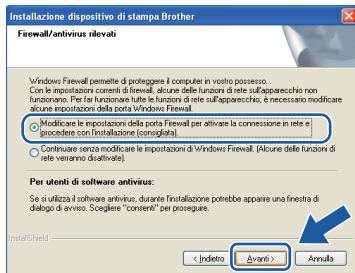 Installazione dispositivo di stampa Brother
Firewall/antivirus rilevati
Windows Firewall permette di proteggere il computer in vostro possesso.
Con le impostazioni correnti di firewall, alcune delle funzioni di rete sull'apparecchio non
funzionano. Per far funzionare tutte le funzioni di rete sull'apparecchio, è necessario modificare
alcune impostazioni della porta Windows Firewall.
Modificare le impostazioni della porta Firewall per attivare la connessione in rete e
procedere con l'installazione (consigliata).
Continuare senza modificare le impostazioni di Windows Firewall. (Alcune delle funzioni di
rete verranno disattivate).
Per utenti di software antivirus:
Se si utilizza il software antivirus, durante l'installazione potrebbe apparire una finestra di
dialogo di avviso. Scegliere "consenti" per proseguire.
InstallShield
< Indietro Avanti > Annulla